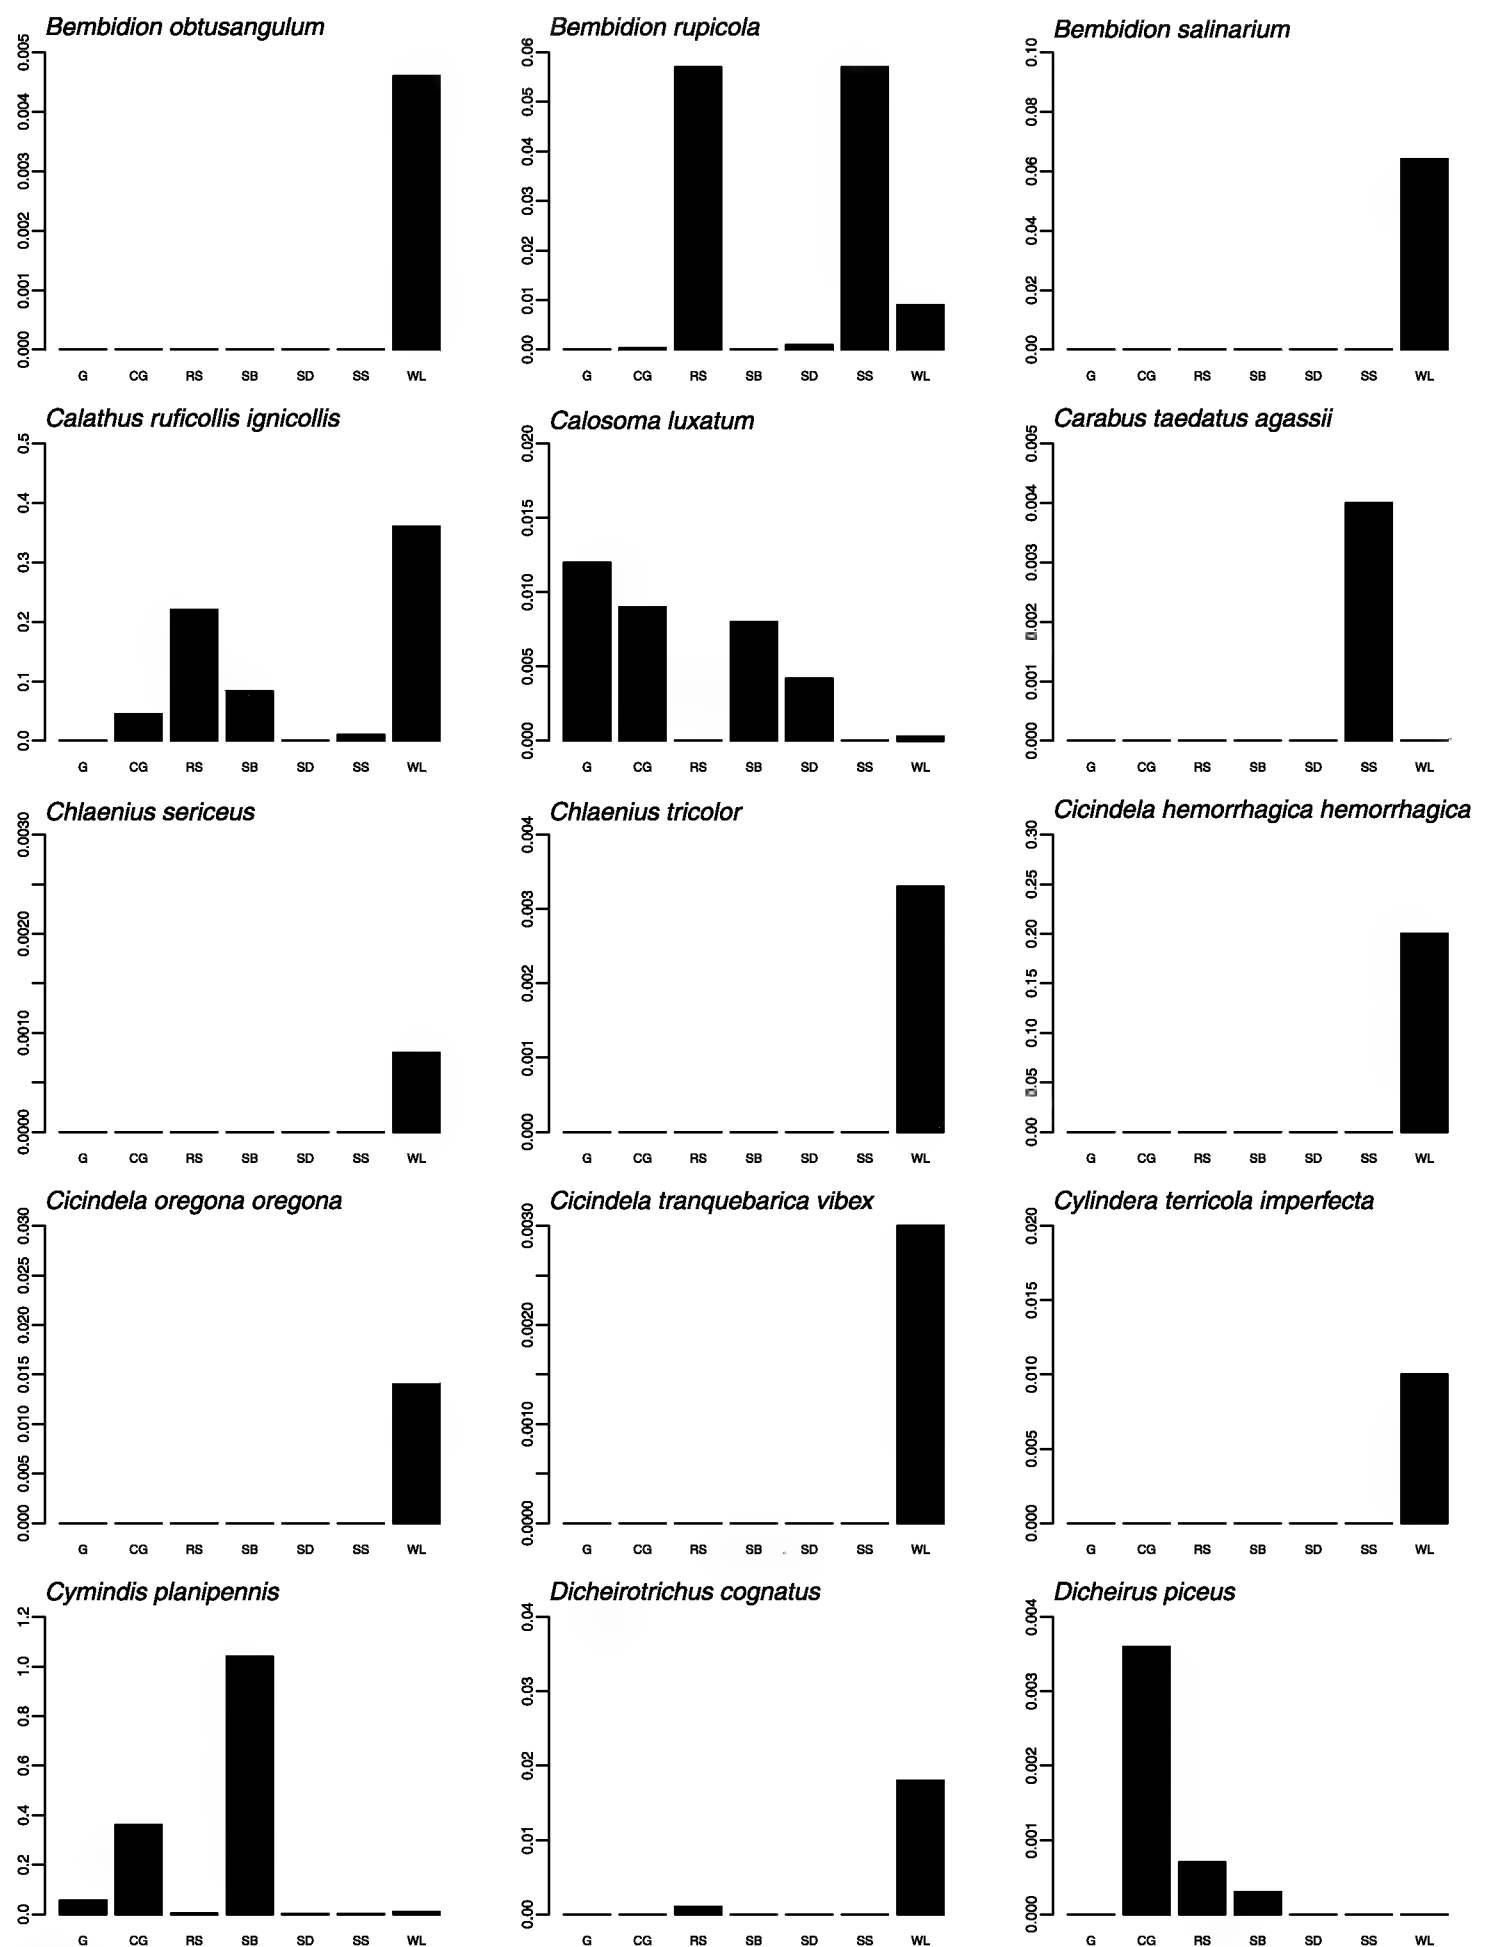 Bembidion obtusangulum
0.005
0.004
0.003
0.002
0.001
0.000
G CG RS SB SD SS WL
Bembidion rupicola
0.06
0.05
0.04
0.03
0.02
0.01
0.00
G CG RS SB SD SS WL
Bembidion salinarium
0.10
0.08
0.06
0.04
0.02
0.00
G CG RS SB SD SS WL
Calathus ruficollis ignicollis
0.5
0.4
0.3
0.2
0.1
0.0
G CG RS SB SD SS WL
Calosoma luxatum
0.020
0.015
0.010
0.005
0.000
G CG RS SB SD SS WL
Carabus taedatus agassii
0.005
0.004
0.003
0.002
0.001
0.000
G CG RS SB SD SS WL
Chlaenius sericeus
0.0030
0.0020
0.0010
0.0000
G CG RS SB SD SS WL
Chlaenius tricolor
0.004
0.003
0.002
0.001
0.000
G CG RS SB SD SS WL
Cicindela hemorrhagica hemorrhagica
0.30
0.25
0.20
0.15
0.10
0.05
0.00
G CG RS SB SD SS WL
Cicindela oregona oregona
0.030
0.025
0.020
0.015
0.010
0.005
0.000
G CG RS SB SD SS WL
Cicindela tranquebarica vibex
0.0030
0.0020
0.0010
0.0000
G CG RS SB SD SS WL
Cylindera terricola imperfecta
0.020
0.015
0.010
0.005
0.000
G CG RS SB SD SS WL
Cymindis planipennis
1.2
1.0
0.8
0.6
0.4
0.2
0.0
G CG RS SB SD SS WL
Dicheirotrichus cognatus
0.04
0.03
0.02
0.01
0.00
G CG RS SB SD SS WL
Dicheirus piceus
0.004
0.003
0.002
0.001
0.000
G CG RS SB SD SS WL